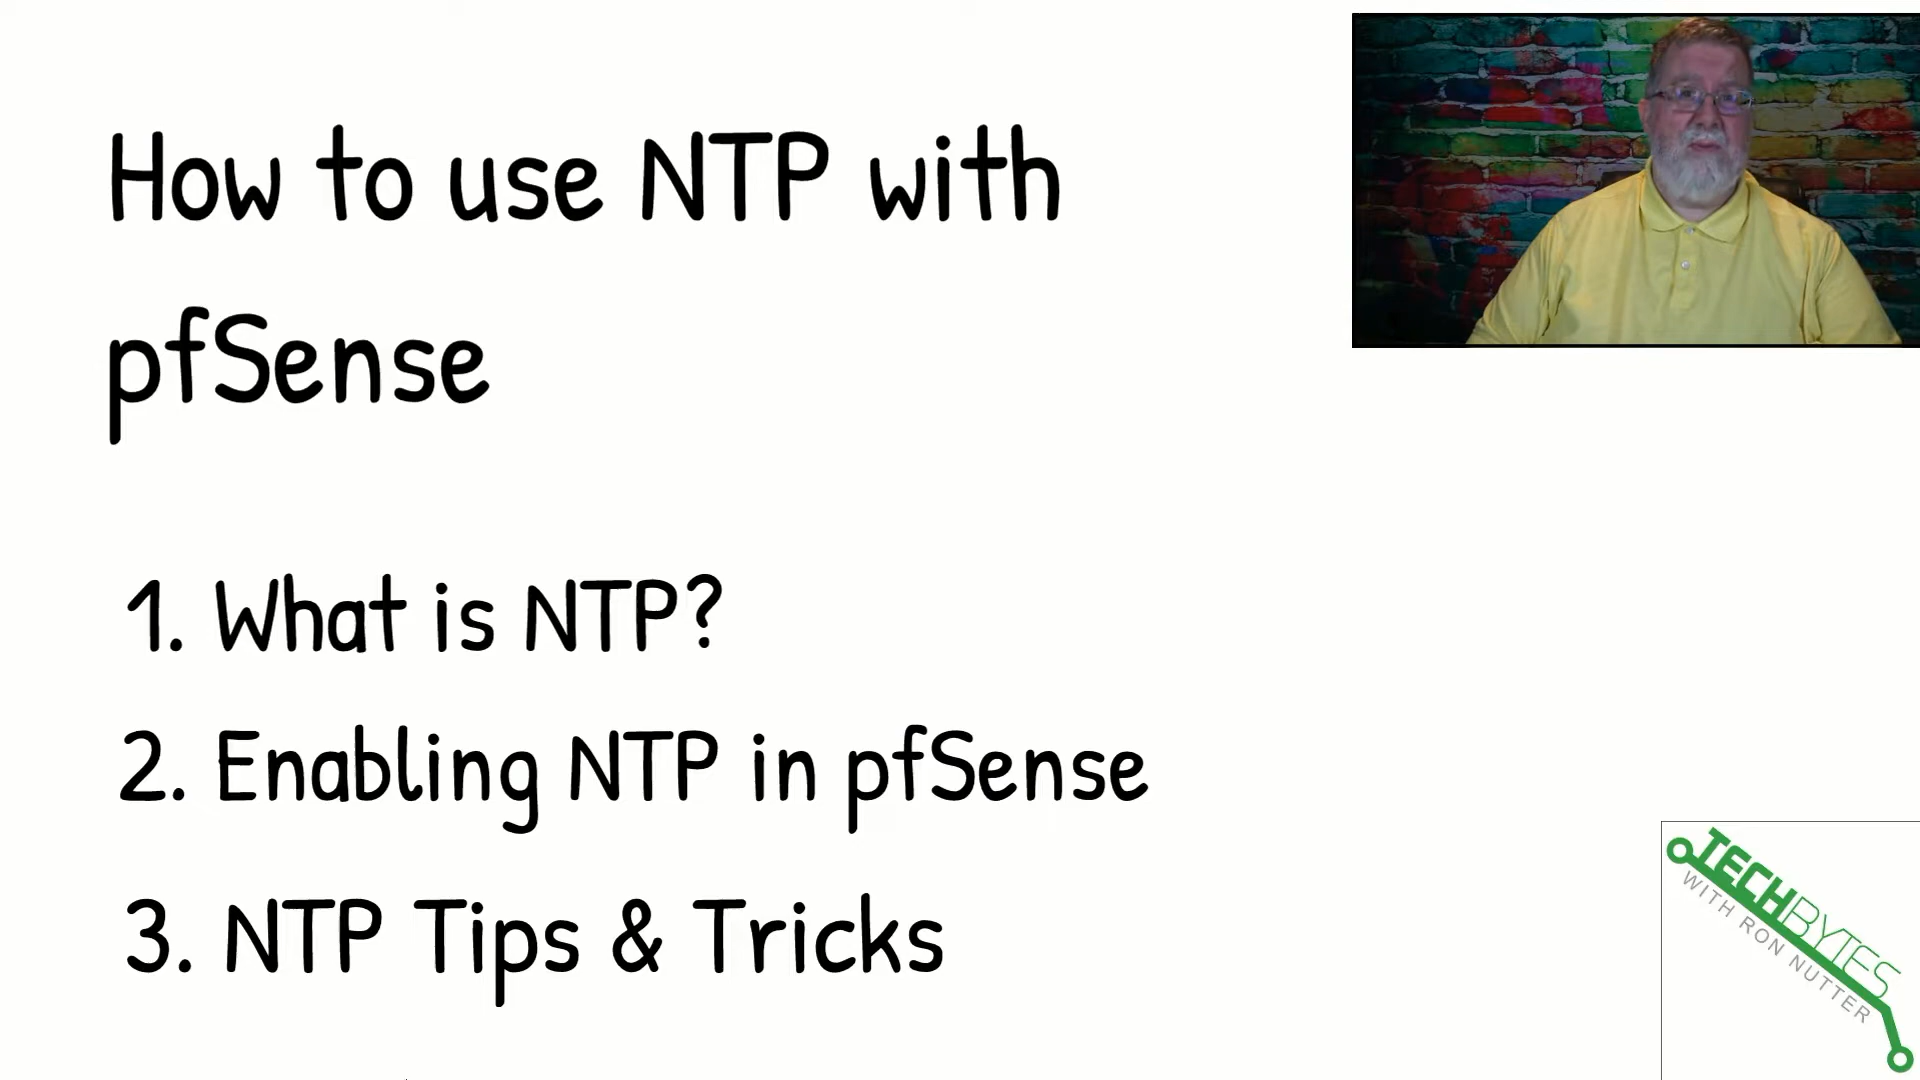 How to use NTP with
pfSense
1. What is NTP?
2. Enabling NTP in pfSense
3. NTP Tips & Tricks
TECHBYTES
WITH RON NUTTER